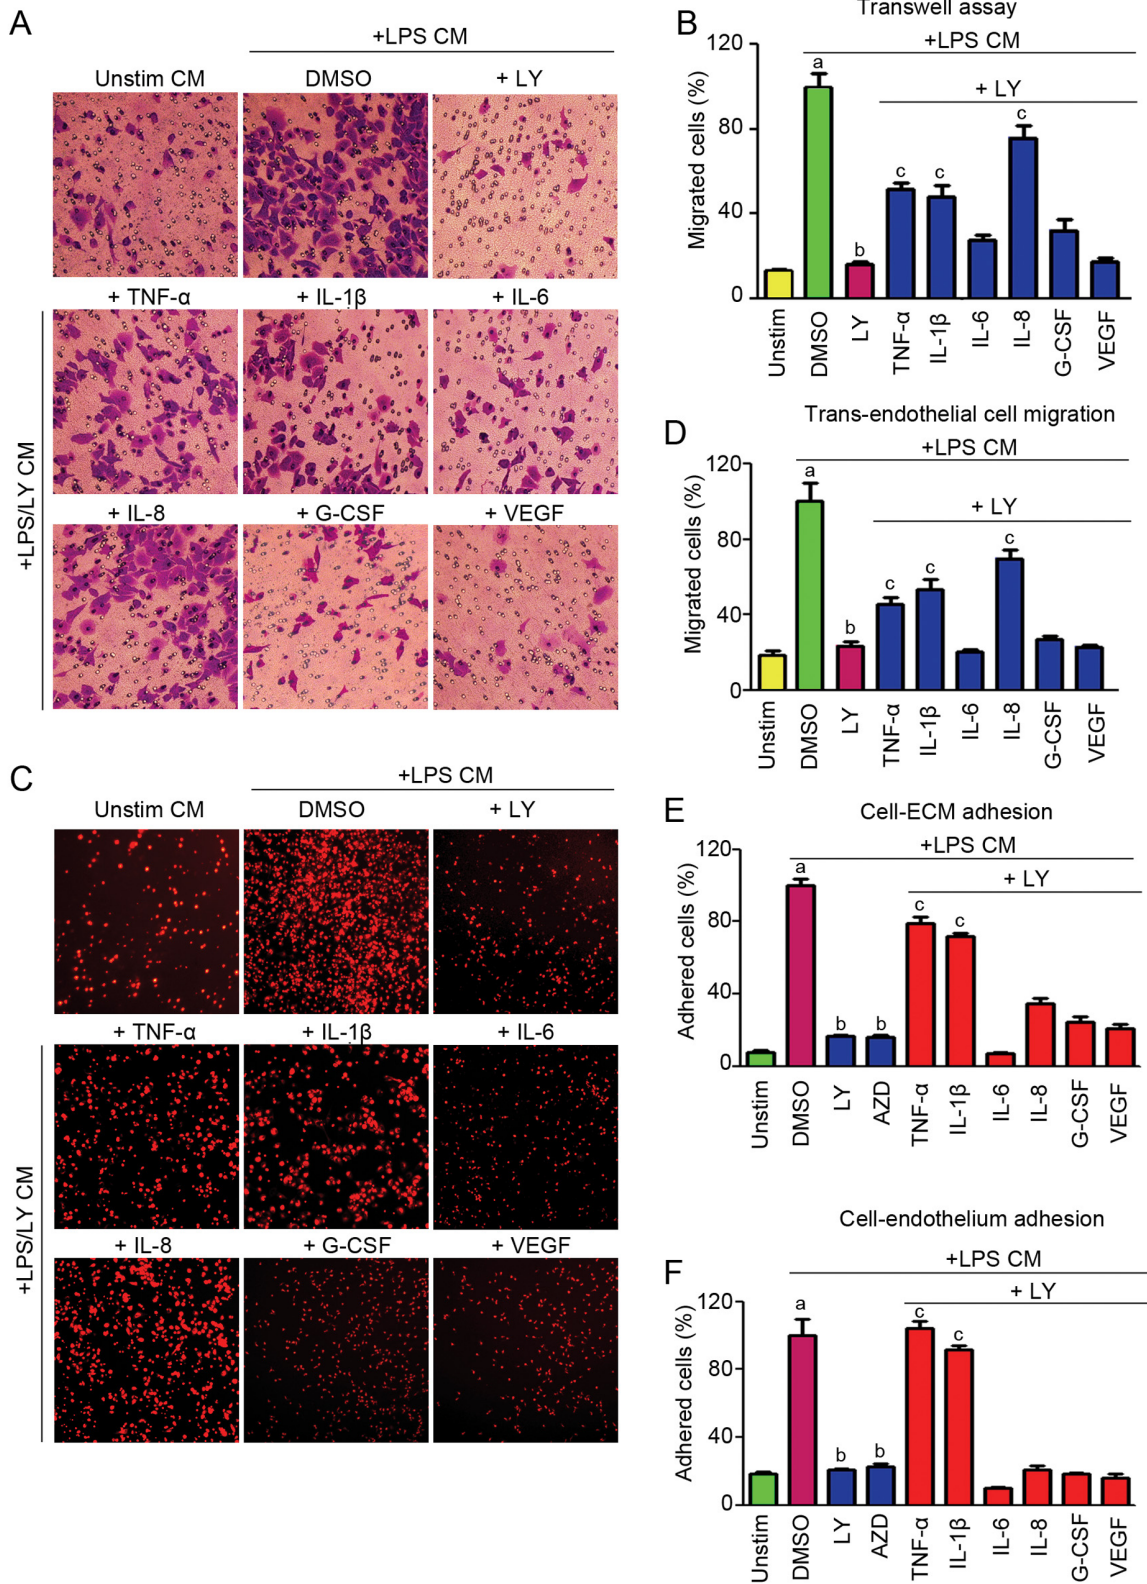 A
+LPS CM
Unstim CM
DMSO
+ LY
+ TNF-α
+ IL-1β
+ IL-6
+LPS/LY CM
+ IL-8
+ G-CSF
+ VEGF
B
Transwell assay
+LPS CM
+ LY
Migrated cells (%)
120
80
40
0
a
b
c
c
c
Unstim
DMSO
LY
TNF-α
IL-1β
IL-6
IL-8
G-CSF
VEGF
D
Trans-endothelial cell migration
+LPS CM
+ LY
Migrated cells (%)
120
80
40
0
a
b
c
c
c
Unstim
DMSO
LY
TNF-α
IL-1β
IL-6
IL-8
G-CSF
VEGF
C
+LPS CM
Unstim CM
DMSO
+ LY
+ TNF-α
+ IL-1β
+ IL-6
+LPS/LY CM
+ IL-8
+ G-CSF
+ VEGF
E
Cell-ECM adhesion
+LPS CM
+ LY
Adhered cells (%)
120
80
40
0
a
b
b
c
c
Unstim
DMSO
LY
AZD
TNF-α
IL-1β
IL-6
IL-8
G-CSF
VEGF
F
Cell-endothelium adhesion
+LPS CM
+ LY
Adhered cells (%)
120
80
40
0
a
b
b
c
c
Unstim
DMSO
LY
AZD
TNF-α
IL-1β
IL-6
IL-8
G-CSF
VEGF